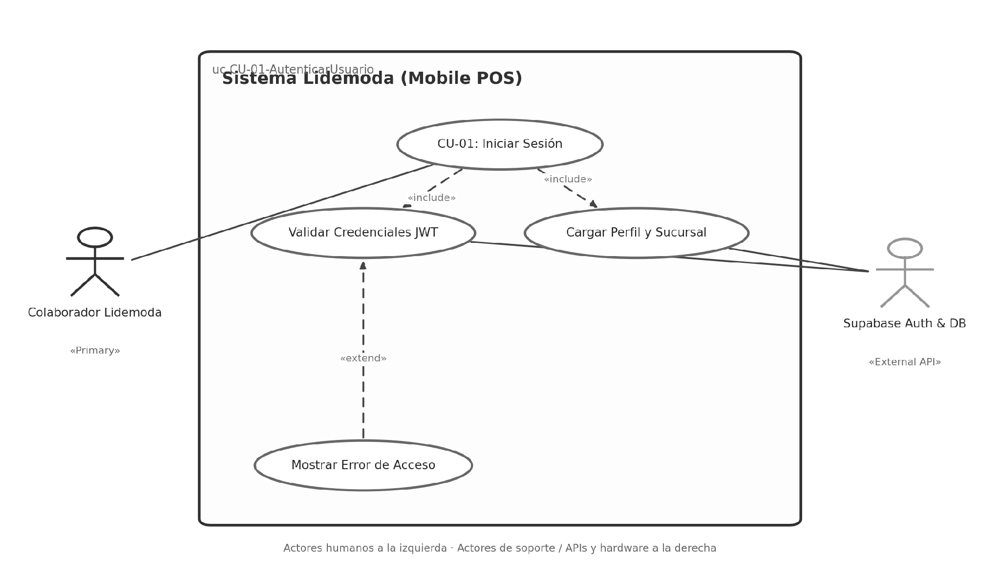 uc CU-01-AutenticarUsuario
Sistema Lidemoda (Mobile POS)
CU-01: Iniciar Sesión
«include»
«include»
Validar Credenciales JWT
Cargar Perfil y Sucursal
Colaborador Lidemoda
«Primary»
Supabase Auth & DB
«External API»
«extend»
Mostrar Error de Acceso
Actores humanos a la izquierda · Actores de soporte / APIs y hardware a la derecha